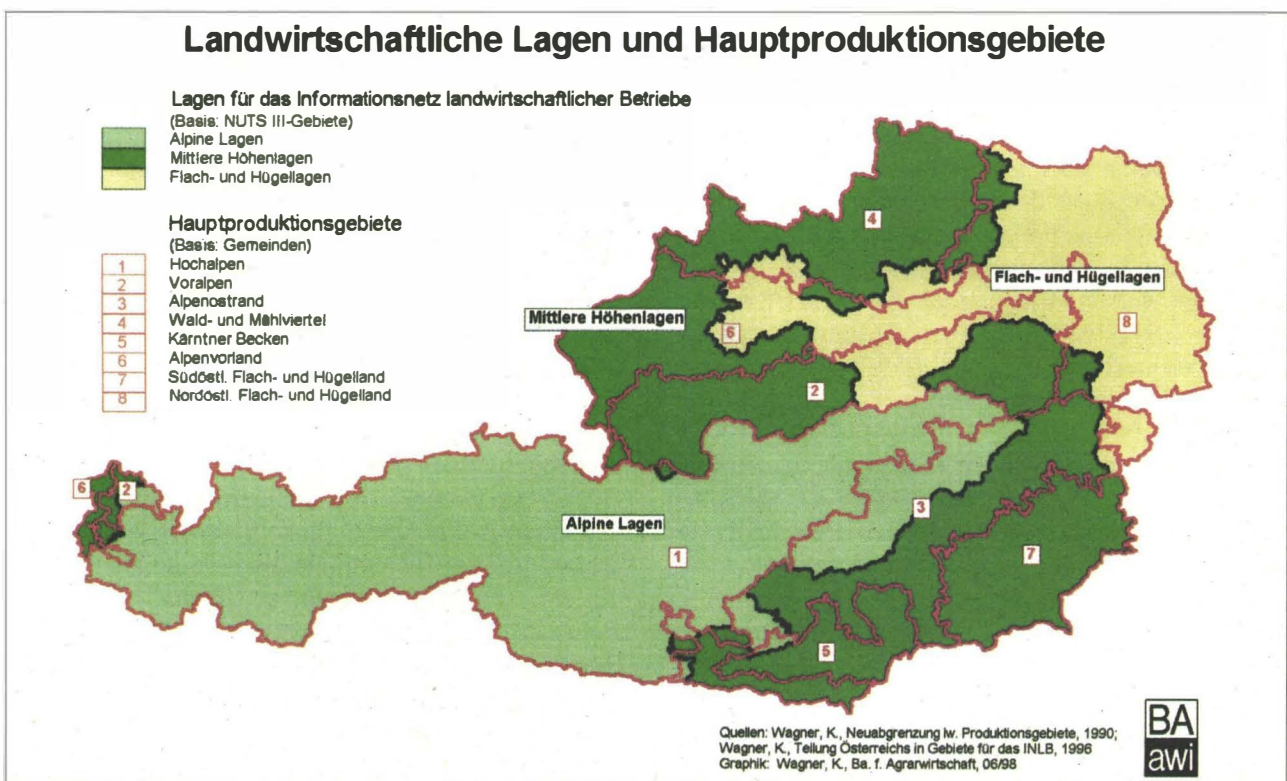 Landwirtschaftliche Lagen und Hauptproduktionsgebiete
Lagen für das Informationsnetz landwirtschaftlicher Betriebe
(Basis: NUTS III-Gebiete)
Alpine Lagen
Mittlere Höhenlagen
Flach- und Hügellagen
Hauptproduktionsgebiete
(Basis: Gemeinden)
1 Hochalpen
2 Voralpen
3 Alpenostrand
4 Wald- und Mühlviertel
5 Kärntner Becken
6 Alpenvorland
7 Südöstl. Flach- und Hügelland
8 Nordöstl. Flach- und Hügelland
4
Flach- und Hügellagen
Mittlere Höhenlagen
6
8
2
6
2
3
Alpine Lagen
1
7
5
Quellen: Wagner, K., Neuabgrenzung lw. Produktionsgebiete, 1990;
Wagner, K., Teilung Österreichs in Gebiete für das INLB, 1996
Graphik: Wagner, K., Ba. f. Agrarwirtschaft, 06/98
BA
awi